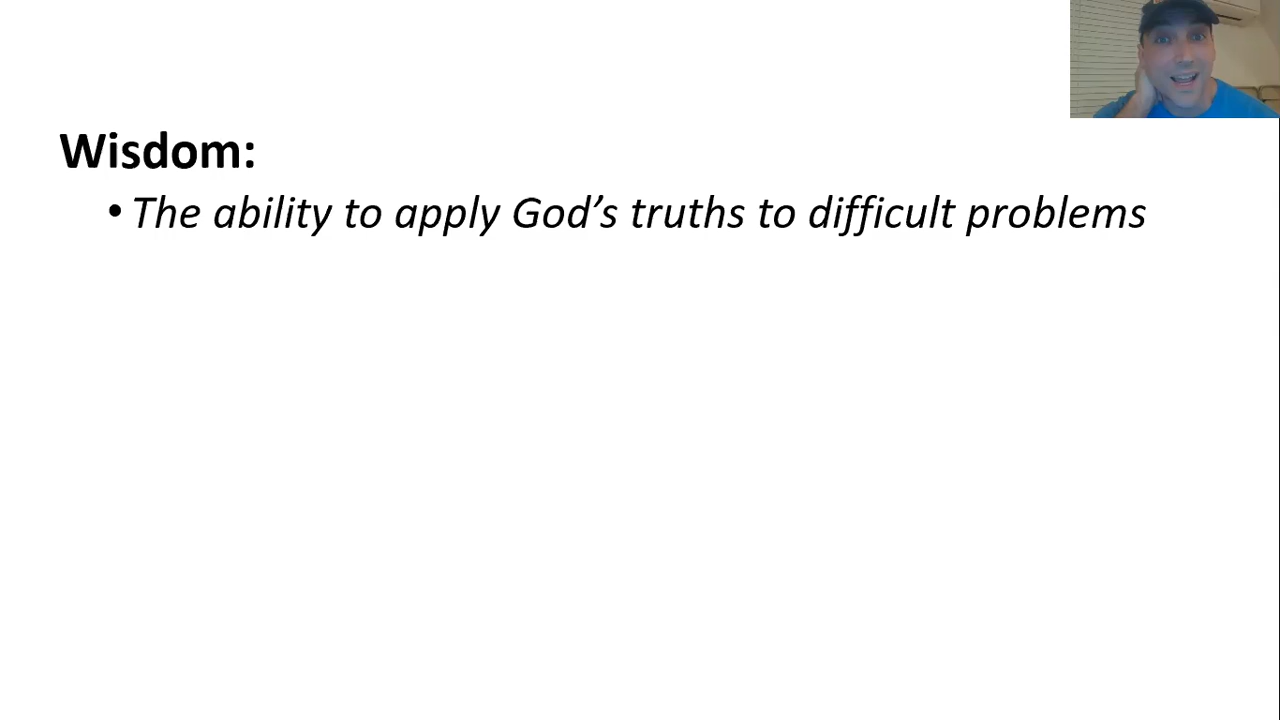 Wisdom:
• The ability to apply God’s truths to difficult problems